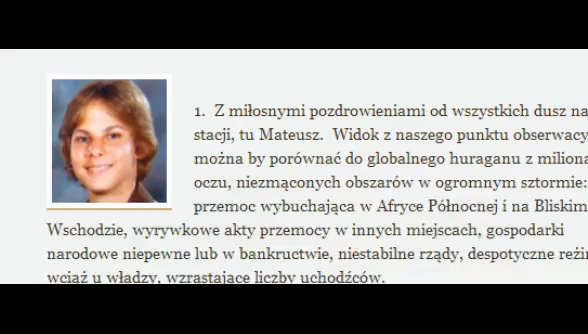 1. Z miłosnymi pozdrowieniami od wszystkich dusz na
stacji, tu Mateusz. Widok z naszego punktu obserwacy
można by porównać do globalnego huraganu z miliona
oczu, niezmąconych obszarów w ogromnym sztormie:
przemoc wybuchająca w Afryce Północnej i na Bliskim
Wschodzie, wyrywkowe akty przemocy w innych miejscach, gospodarki
narodowe niepewne lub w bankructwie, niestabilne rządy, despotyczne reżim
wciąż u władzy, wzrastające liczby uchodźców.